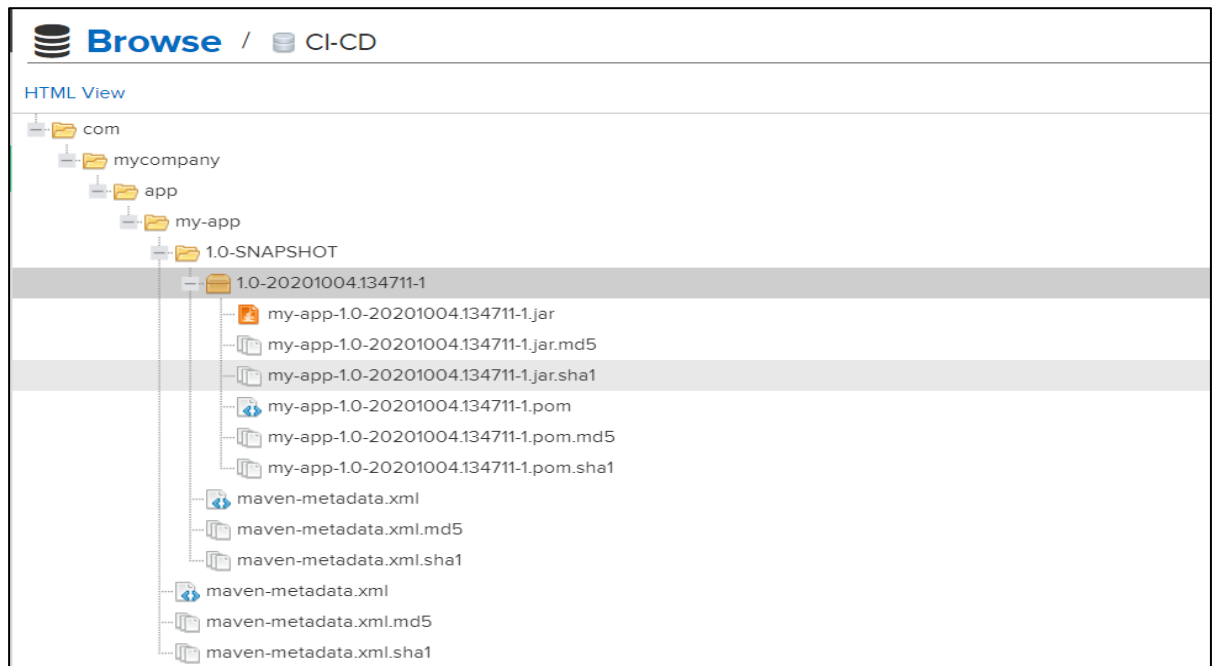 Browse / CI-CD
HTML View
com
mycompany
app
my-app
1.0-SNAPSHOT
1.0-20201004.134711-1
my-app-1.0-20201004.134711-1.jar
my-app-1.0-20201004.134711-1.jar.md5
my-app-1.0-20201004.134711-1.jar.sha1
my-app-1.0-20201004.134711-1.pom
my-app-1.0-20201004.134711-1.pom.md5
my-app-1.0-20201004.134711-1.pom.sha1
maven-metadata.xml
maven-metadata.xml.md5
maven-metadata.xml.sha1
maven-metadata.xml
maven-metadata.xml.md5
maven-metadata.xml.sha1